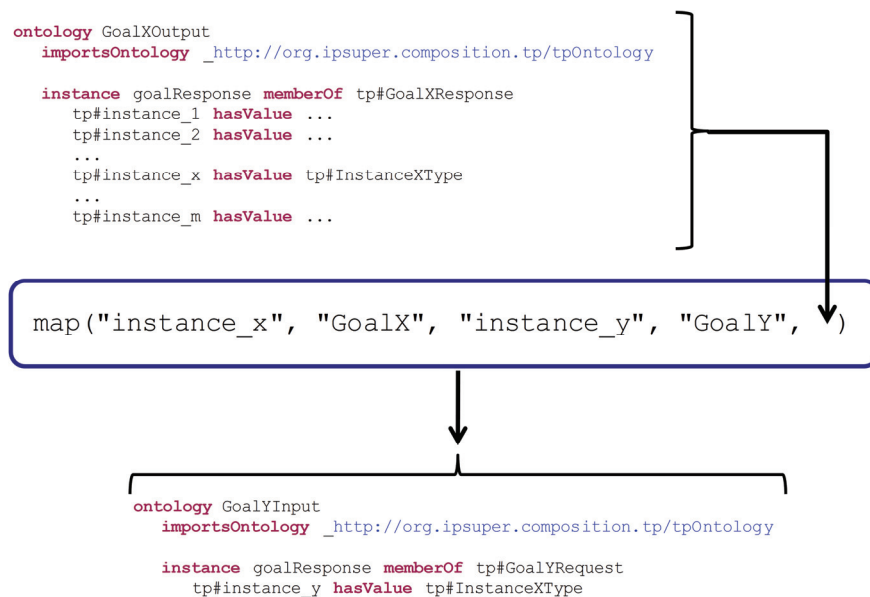 ontology GoalXOutput
importsOntology _http://org.ipsuper.composition.tp/tpOntology
instance goalResponse memberOf tp#GoalXResponse
tp#instance_1 hasValue ...
tp#instance_2 hasValue ...
...
tp#instance_x hasValue tp#InstanceXType
...
tp#instance_m hasValue ...
map("instance_x", "GoalX", "instance_y", "GoalY", )
ontology GoalYInput
importsOntology _http://org.ipsuper.composition.tp/tpOntology
instance goalResponse memberOf tp#GoalYRequest
tp#instance_y hasValue tp#InstanceXType